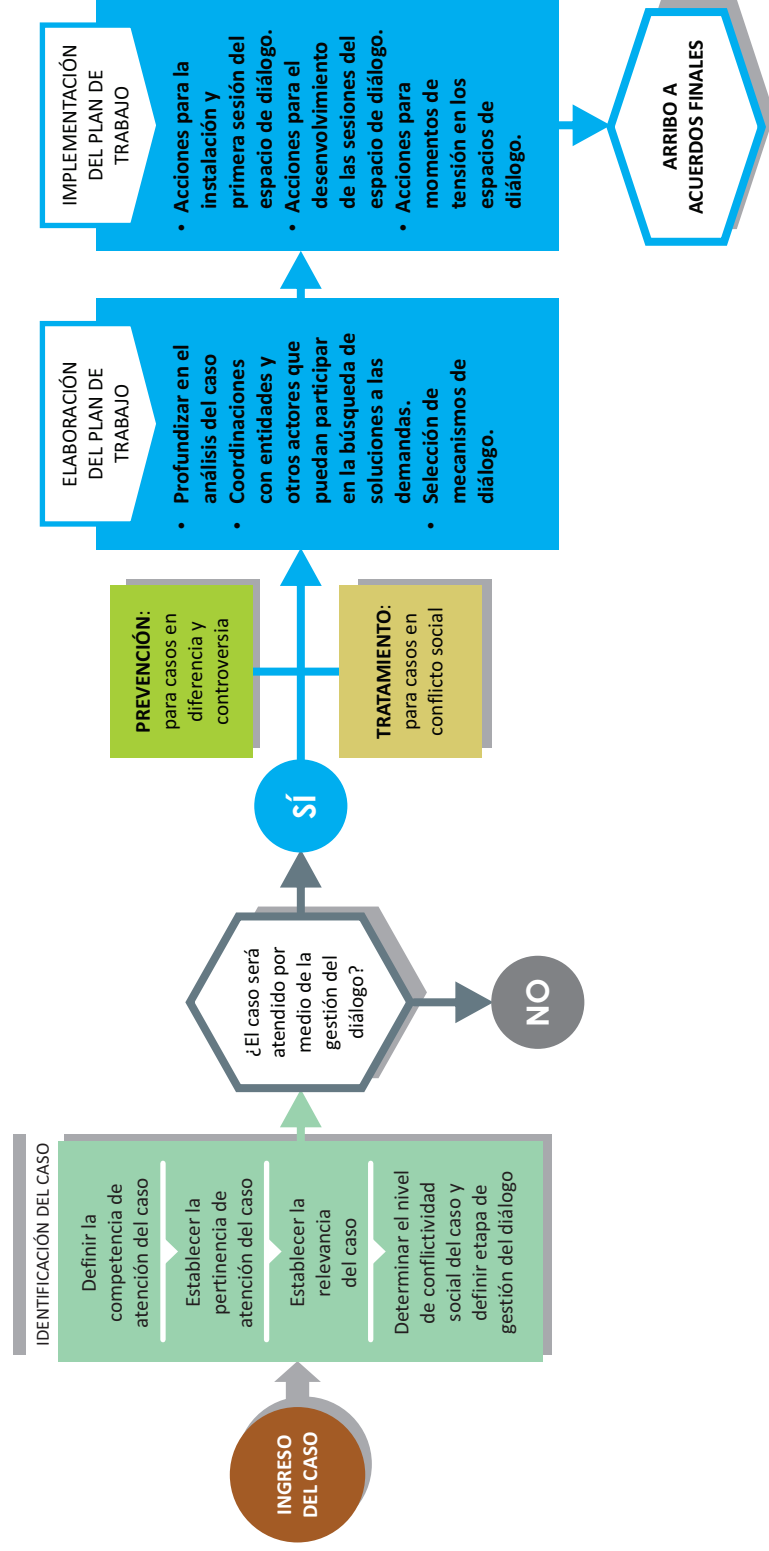 INGRESO
DEL CASO
IDENTIFICACIÓN DEL CASO
Definir la
competencia de
atención del caso
Establecer la
pertinencia de
atención del caso
Establecer la
relevancia
del caso
Determinar el nivel
de conflictividad
social del caso y
definir etapa de
gestión del diálogo
¿El caso será
atendido por
medio de la
gestión del
diálogo?
NO
SÍ
PREVENCIÓN:
para casos en
diferencia y
controversia
TRATAMIENTO:
para casos en
conflicto social
ELABORACIÓN
DEL PLAN DE
TRABAJO
• Profundizar en el
análisis del caso
• Coordinaciones
con entidades y
otros actores que
puedan participar
en la búsqueda de
soluciones a las
demandas.
• Selección de
mecanismos de
diálogo.
IMPLEMENTACIÓN
DEL PLAN DE
TRABAJO
• Acciones para la
instalación y
primera sesión del
espacio de diálogo.
• Acciones para el
desenvolvimiento
de las sesiones del
espacio de diálogo.
• Acciones para
momentos de
tensión en los
espacios de
diálogo.
ARRIBO A
ACUERDOS FINALES